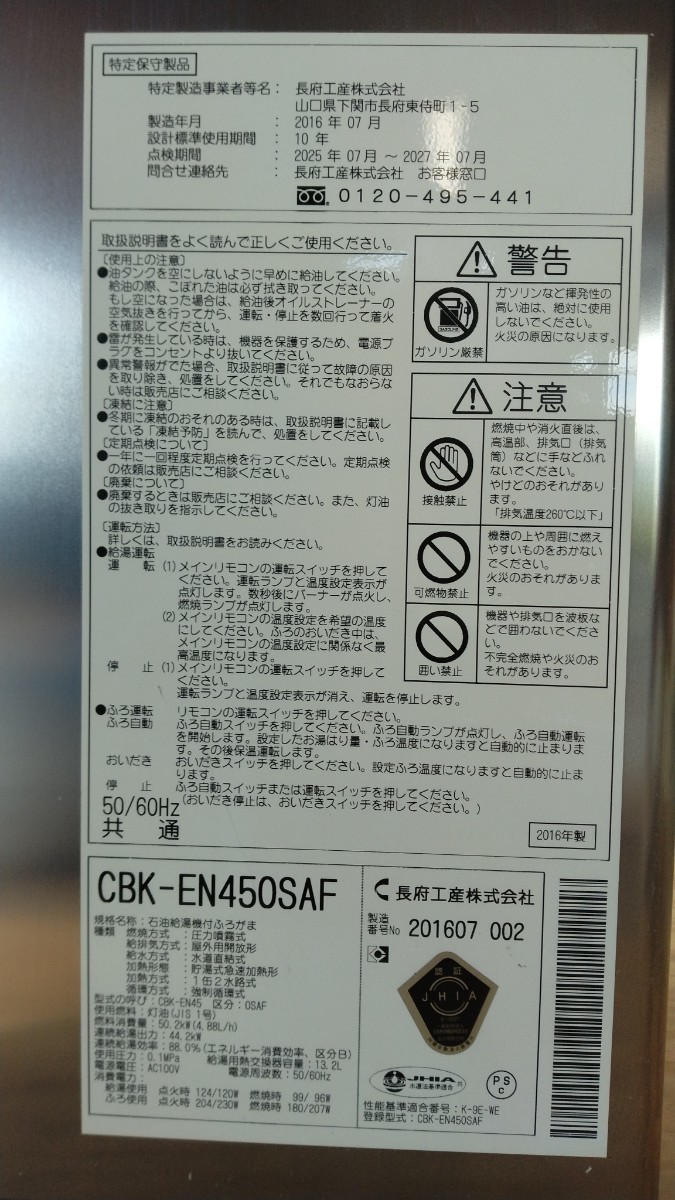 特定保守製品
特定製造事業者等名： 長府工産株式会社
山口県下関市長府東侍町1-5
製造年月 ： 2016 年 07 月
設計標準使用期間 ： 10 年
点検期間 ： 2025 年 07月 ～ 2027 年 07月
問合せ連絡先 ： 長府工産株式会社 お客様窓口
0120-495-441
取扱説明書をよく読んで正しくご使用ください。
〔使用上の注意〕
●油タンクを空にしないように早めに給油してください。
給油の際、こぼれた油は必ず拭き取ってください。
もし空になった場合は、給油後オイルストレーナーの
空気抜きを行ってから、運転・停止を数回行って着火
を確認してください。
●雷が発生している時は、機器を保護するため、電源プ
ラグをコンセントより抜いてください。
●異常警報がでた場合、取扱説明書に従って故障の原因
を取り除き、処置をしてください。それでもなおらな
い時は販売店にご相談ください。
〔凍結に注意〕
●冬期に凍結のおそれのある時は、取扱説明書に記載し
ている「凍結予防」を読んで、処置をしてください。
〔定期点検について〕
●一年に一回程度定期点検を行ってください。定期点検
の依頼は販売店にご相談ください。
〔廃棄について〕
●廃棄するときは販売店にご相談ください。また、灯油
の抜き取りを指示してください。
〔運転方法〕
詳しくは、取扱説明書をお読みください。
●給湯運転
運 転 (1)メインリモコンの運転スイッチを押して
ください。運転ランプと温度設定表示が
点灯します。数秒後にバーナーが点火し、
燃焼ランプが点灯します。
(2)メインリモコンの温度設定を希望の温度
にしてください。ふろのおいだき中は、
メインリモコンの温度設定に関係なく最
高温度になります。
停 止 (1)メインリモコンの運転スイッチを押して
ください。
運転ランプと温度設定表示が消え、運転を停止します。
●ふろ運転 リモコンの運転スイッチを押してください。
ふろ自動 ふろ自動スイッチを押してください。ふろ自動ランプが点灯し、ふろ自動運転
を開始します。設定したお湯はり量・ふろ温度になりますと自動的に止まりま
す。その後保温運転します。
おいだき おいだきスイッチを押してください。設定ふろ温度になりますと自動的に止ま
ります。
停 止 ふろ自動スイッチまたは運転スイッチを押してください。
(おいだき停止は、おいだきスイッチを押してください。)
50/60Hz
共 通
警告
ガソリン厳禁
ガソリンなど揮発性の
高い油は、絶対に使用
しないでください。
火災の原因になります。
注意
接触禁止
燃焼中や消火直後は、
高温部、排気口（排気
筒）などに手などふれ
ないでください。
やけどのおそれがあり
ます。
「排気温度260℃以下」
可燃物禁止
機器の上や周囲に燃え
やすいものをおかない
でください。
火災のおそれがありま
す。
囲い禁止
機器や排気口を波板な
どで囲わないでくださ
い。
不完全燃焼や火災のお
それがあります。
2016年製
CBK-EN450SAF
規格名称：石油給湯機付ふろがま
種類 燃焼方式 ：圧力噴霧式
給排気方式：屋外用開放形
給水方式 ：水道直結式
加熱形態 ：貯湯式急速加熱形
加熱方式 ：1缶2水路式
循環方式 ：強制循環式
型式の呼び：CBK-EN45 区分：OSAF
使用燃料：灯油(JIS 1号)
燃料消費量：50.2kW(4.88L/h)
連続給湯出力：44.2kW
連続給湯効率：88.0%(エネルギー消費効率、区分B)
使用圧力：0.1MPa 給湯用熱交換器容量：13.2L
電源電圧：AC100V 電源周波数：50/60Hz
消費電力：
給湯使用 点火時 124/120W 燃焼時 99/ 96W
ふろ使用 点火時 204/230W 燃焼時 180/207W
長府工産株式会社
製造
番号No 201607 002
認証
JHIA
JHIA
水道法基準適合
PS
C
性能基準適合番号：K-9E-WE
登録型式：CBK-EN450SAF